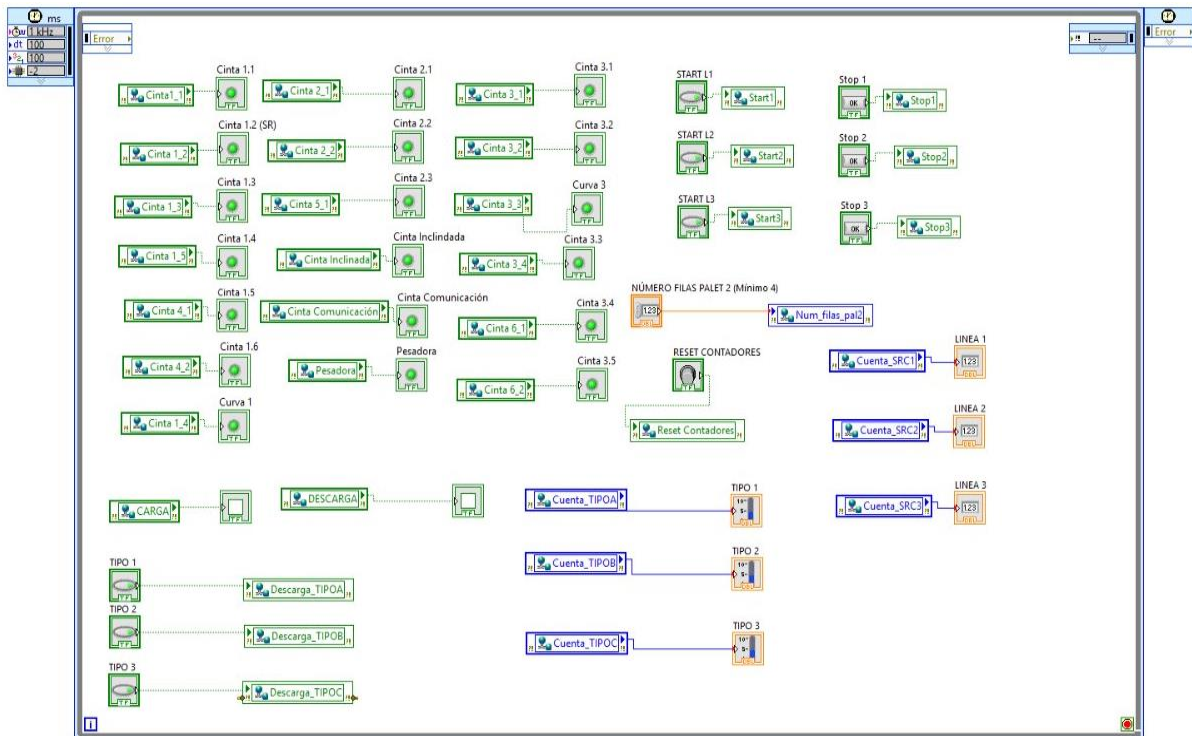 ms
1 kHz
dt 100
100
-2
Error
--
Error
Cinta 1.1
Cinta1_1
Cinta 2.1
Cinta 2_1
Cinta 3.1
Cinta 3_1
START L1
Start1
Stop 1
OK
Stop1
Cinta 1.2 (SR)
Cinta 1_2
Cinta 2.2
Cinta 2_2
Cinta 3.2
Cinta 3_2
START L2
Start2
Stop 2
OK
Stop2
Cinta 1.3
Cinta 1_3
Cinta 2.3
Cinta 5_1
Curva 3
Cinta 3_3
START L3
Start3
Stop 3
OK
Stop3
Cinta 1.4
Cinta 1_5
Cinta Inclindada
Cinta Inclinada
Cinta 3.3
Cinta 3_4
Cinta 1.5
Cinta 4_1
Cinta Comunicación
Cinta Comunicación
Cinta 3.4
Cinta 6_1
NÚMERO FILAS PALET 2 (Mínimo 4)
123
Num_filas_pal2
Cinta 1.6
Cinta 4_2
Pesadora
Pesadora
Cinta 3.5
Cinta 6_2
RESET CONTADORES
Reset Contadores
LINEA 1
Cuenta_SRC1
123
Curva 1
Cinta 1_4
LINEA 2
Cuenta_SRC2
123
CARGA
DESCARGA
Cuenta_TIPOA
TIPO 1
LINEA 3
Cuenta_SRC3
123
TIPO 1
Descarga_TIPOA
Cuenta_TIPOB
TIPO 2
TIPO 2
Descarga_TIPOB
Cuenta_TIPOC
TIPO 3
TIPO 3
Descarga_TIPOC
i